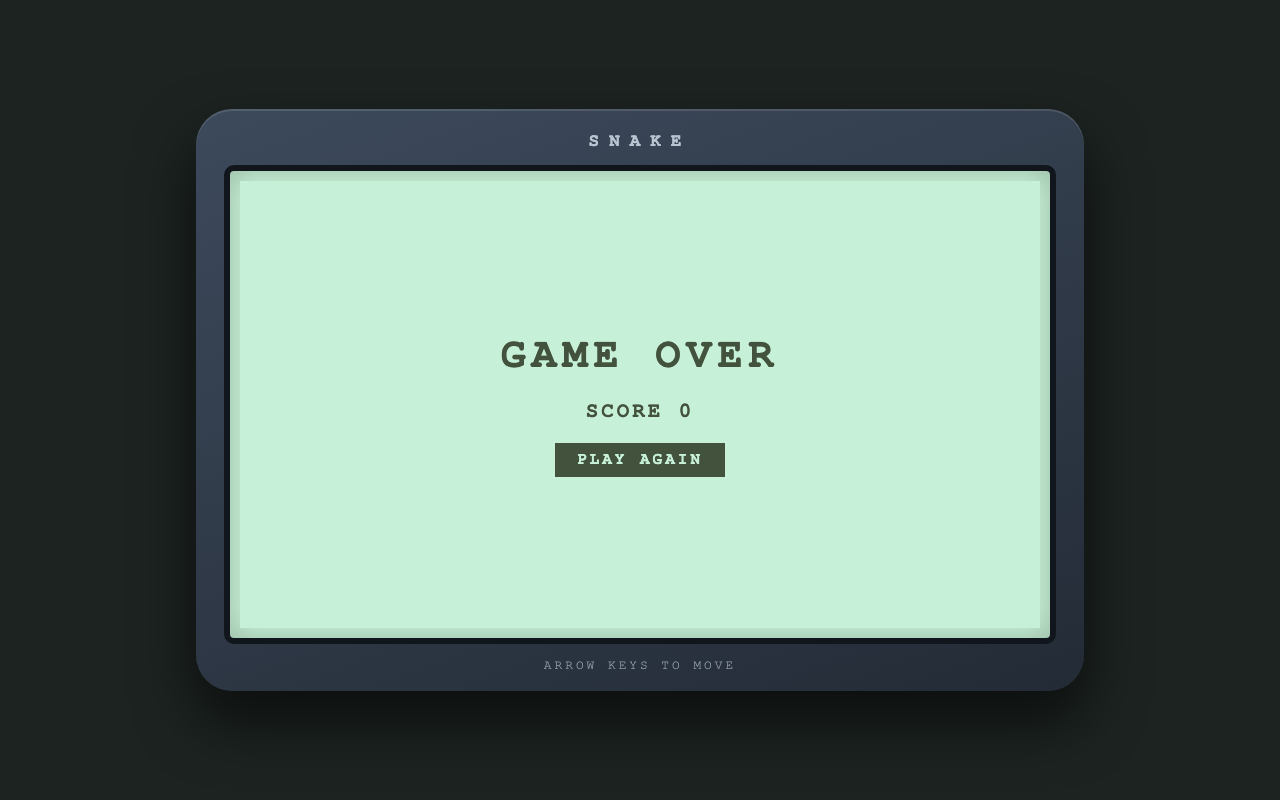 SNAKE
GAME OVER
SCORE 0
PLAY AGAIN
ARROW KEYS TO MOVE